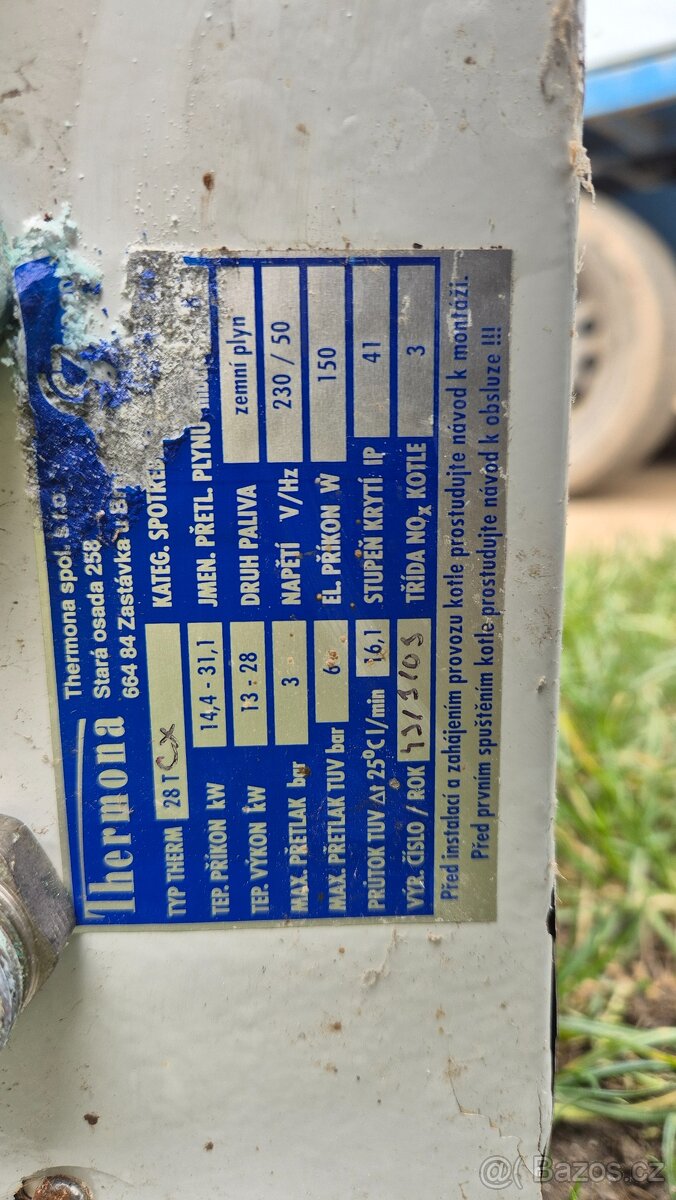 Thermona
Thermona spol. s r.o.
Stará osada 258
664 84 Zastávka u
TYP THERM 28 T CX
TEP. PŘÍKON kW 14,4 - 31,1
TEP. VÝKON kW 13 - 28
MAX. PŘETLAK bar 3
MAX. PŘETLAK TUV bar 6
PRŮTOK TUV Δt 25°C l/min 16,1
VÝR. ČÍSLO / ROK
KATEG. SPOTŘEB
JMEN. PŘETL. PLYNU
DRUH PALIVA zemní plyn
NAPĚTÍ V/Hz 230 / 50
EL. PŘÍKON W 150
STUPEŇ KRYTÍ IP 41
TŘÍDA NOx KOTLE 3
Před instalací a zahájením provozu kotle prostudujte návod k montáži.
Před prvním spuštěním kotle prostudujte návod k obsluze !!!
@ Bazos.cz